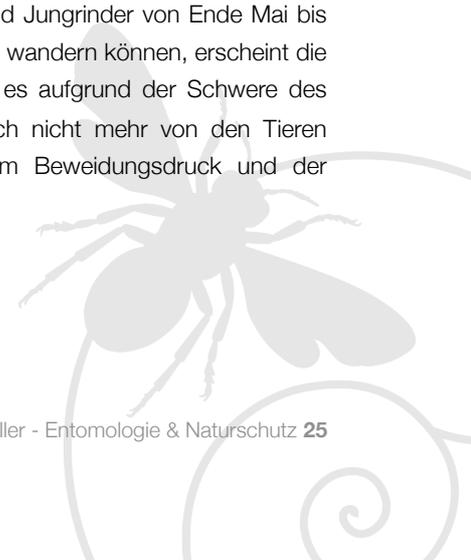 d Jungrinder von Ende Mai bis
wandern können, erscheint die
es aufgrund der Schwere des
ch nicht mehr von den Tieren
m Beweidungsdruck und der
ller - Entomologie & Naturschutz 25